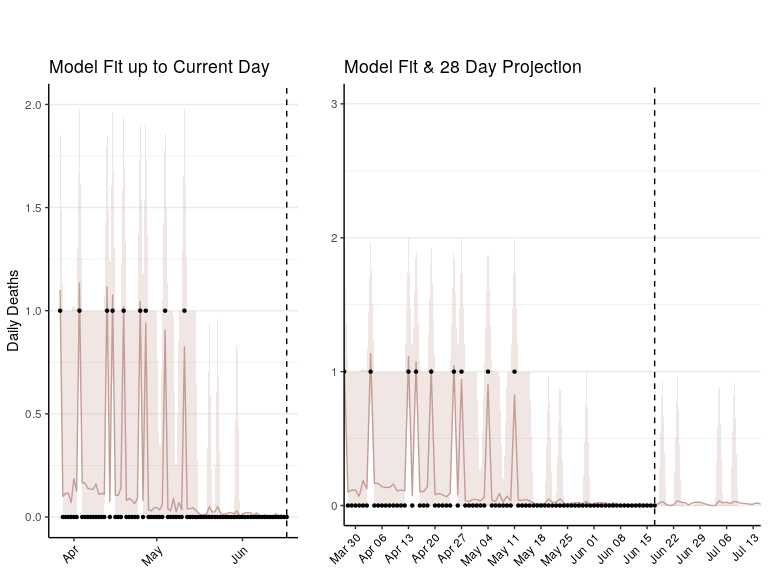 Model Fit up to Current Day
Model Fit & 28 Day Projection
Daily Deaths
2.0
1.5
1.0
0.5
0.0
Apr
May
Jun
3
2
1
0
Mar 30
Apr 06
Apr 13
Apr 20
Apr 27
May 04
May 11
May 18
May 25
Jun 01
Jun 08
Jun 15
Jun 22
Jun 29
Jul 06
Jul 13